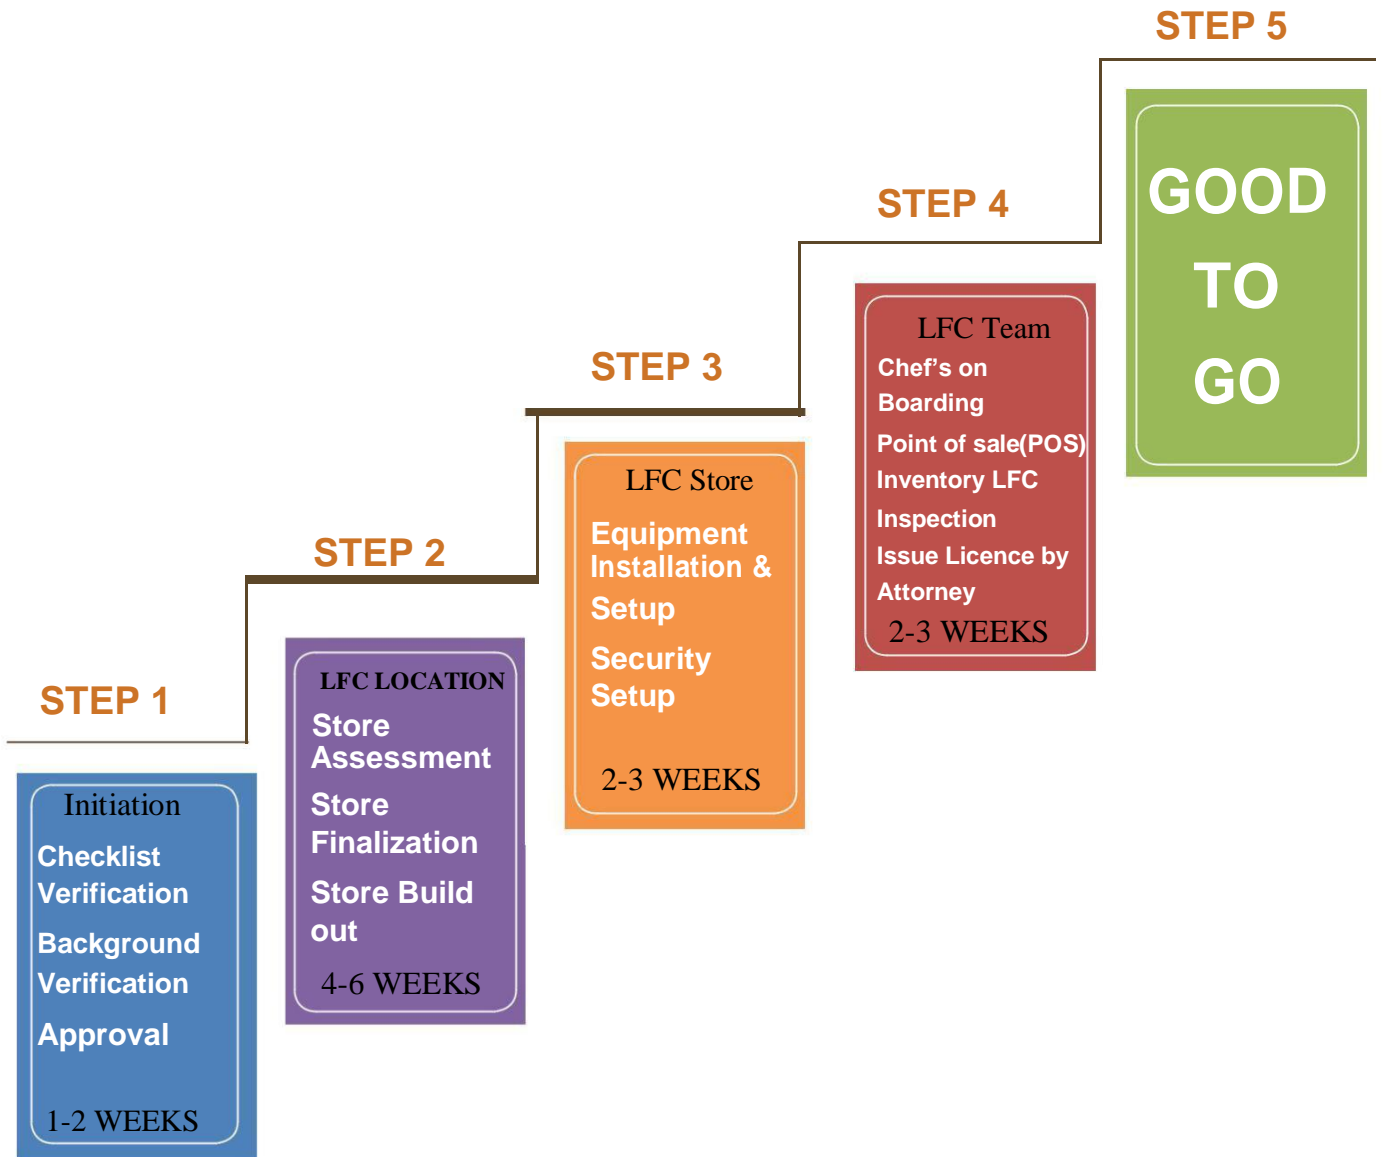 STEP 1
Initiation
Checklist
Verification
Background
Verification
Approval
1-2 WEEKS
STEP 2
LFC LOCATION
Store
Assessment
Store
Finalization
Store Build
out
4-6 WEEKS
STEP 3
LFC Store
Equipment
Installation &
Setup
Security
Setup
2-3 WEEKS
STEP 4
LFC Team
Chef’s on
Boarding
Point of sale(POS)
Inventory LFC
Inspection
Issue Licence by
Attorney
2-3 WEEKS
STEP 5
GOOD
TO
GO